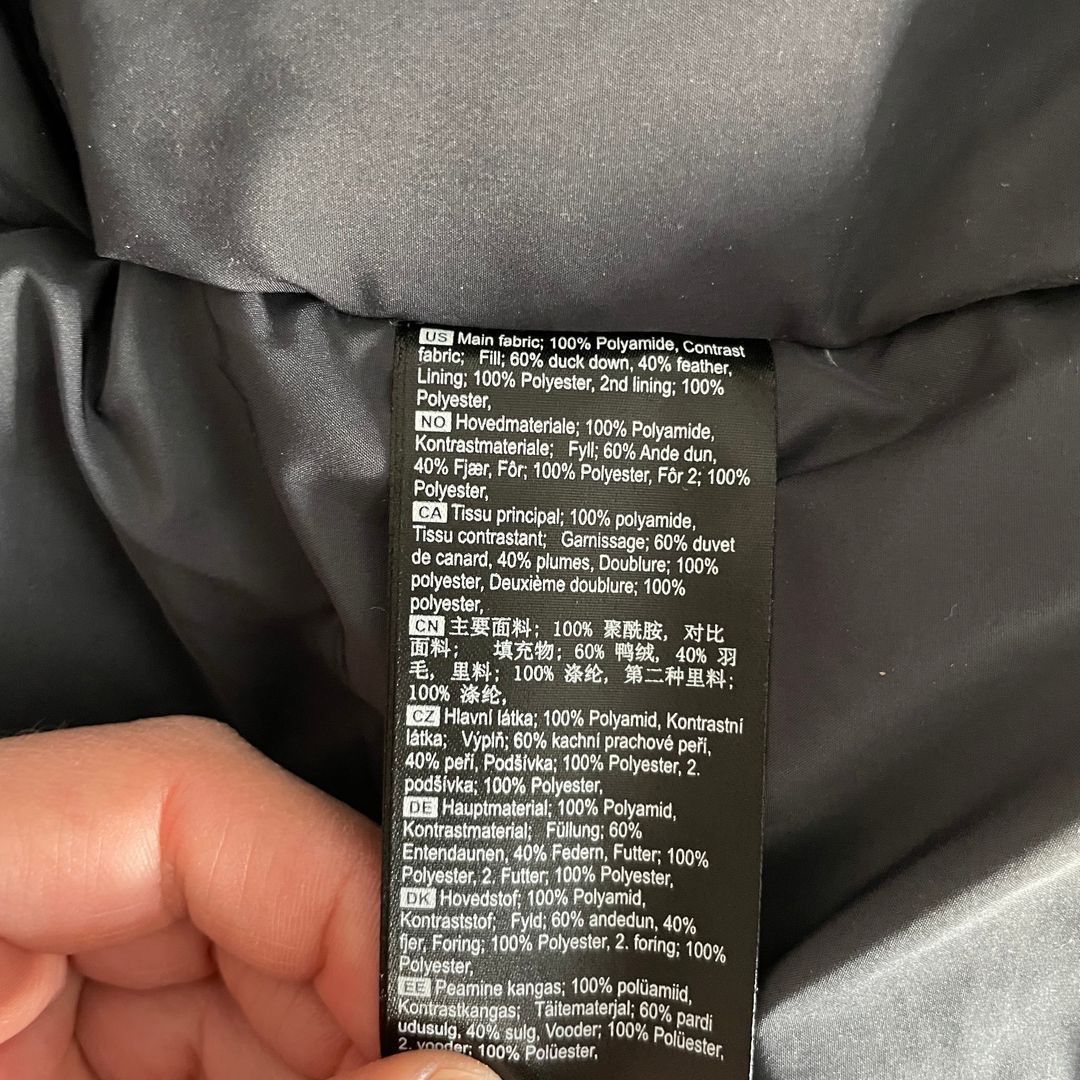 US Main fabric; 100% Polyamide, Contrast
fabric; Fill; 60% duck down, 40% feather,
Lining; 100% Polyester, 2nd lining; 100%
Polyester,
NO Hovedmateriale; 100% Polyamide,
Kontrastmateriale; Fyll; 60% Ande dun,
40% Fjær, Fôr; 100% Polyester, Fôr 2; 100%
Polyester,
CA Tissu principal; 100% polyamide,
Tissu contrastant; Garnissage; 60% duvet
de canard, 40% plumes, Doublure; 100%
polyester, Deuxième doublure; 100%
polyester,
CN 主要面料; 100% 聚酰胺, 对比
面料; 填充物; 60% 鸭绒, 40% 羽
毛, 里料; 100% 涤纶, 第二种里料;
100% 涤纶,
CZ Hlavní látka; 100% Polyamid, Kontrastní
látka; Výplň; 60% kachní prachové peří,
40% peří, Podšívka; 100% Polyester, 2.
podšívka; 100% Polyester,
DE Hauptmaterial; 100% Polyamid,
Kontrastmaterial; Füllung; 60%
Entendaunen, 40% Federn, Futter; 100%
Polyester, 2. Futter; 100% Polyester,
DK Hovedstof; 100% Polyamid,
Kontraststof; Fyld; 60% andedun, 40%
fjer, Foring; 100% Polyester, 2. foring; 100%
Polyester,
EE Peamine kangas; 100% polüamiid,
Kontrastkangas; Täitematerjal; 60% pardi
udusulg, 40% sulg, Vooder; 100% Polüester,
2. vooder; 100% Polüester,